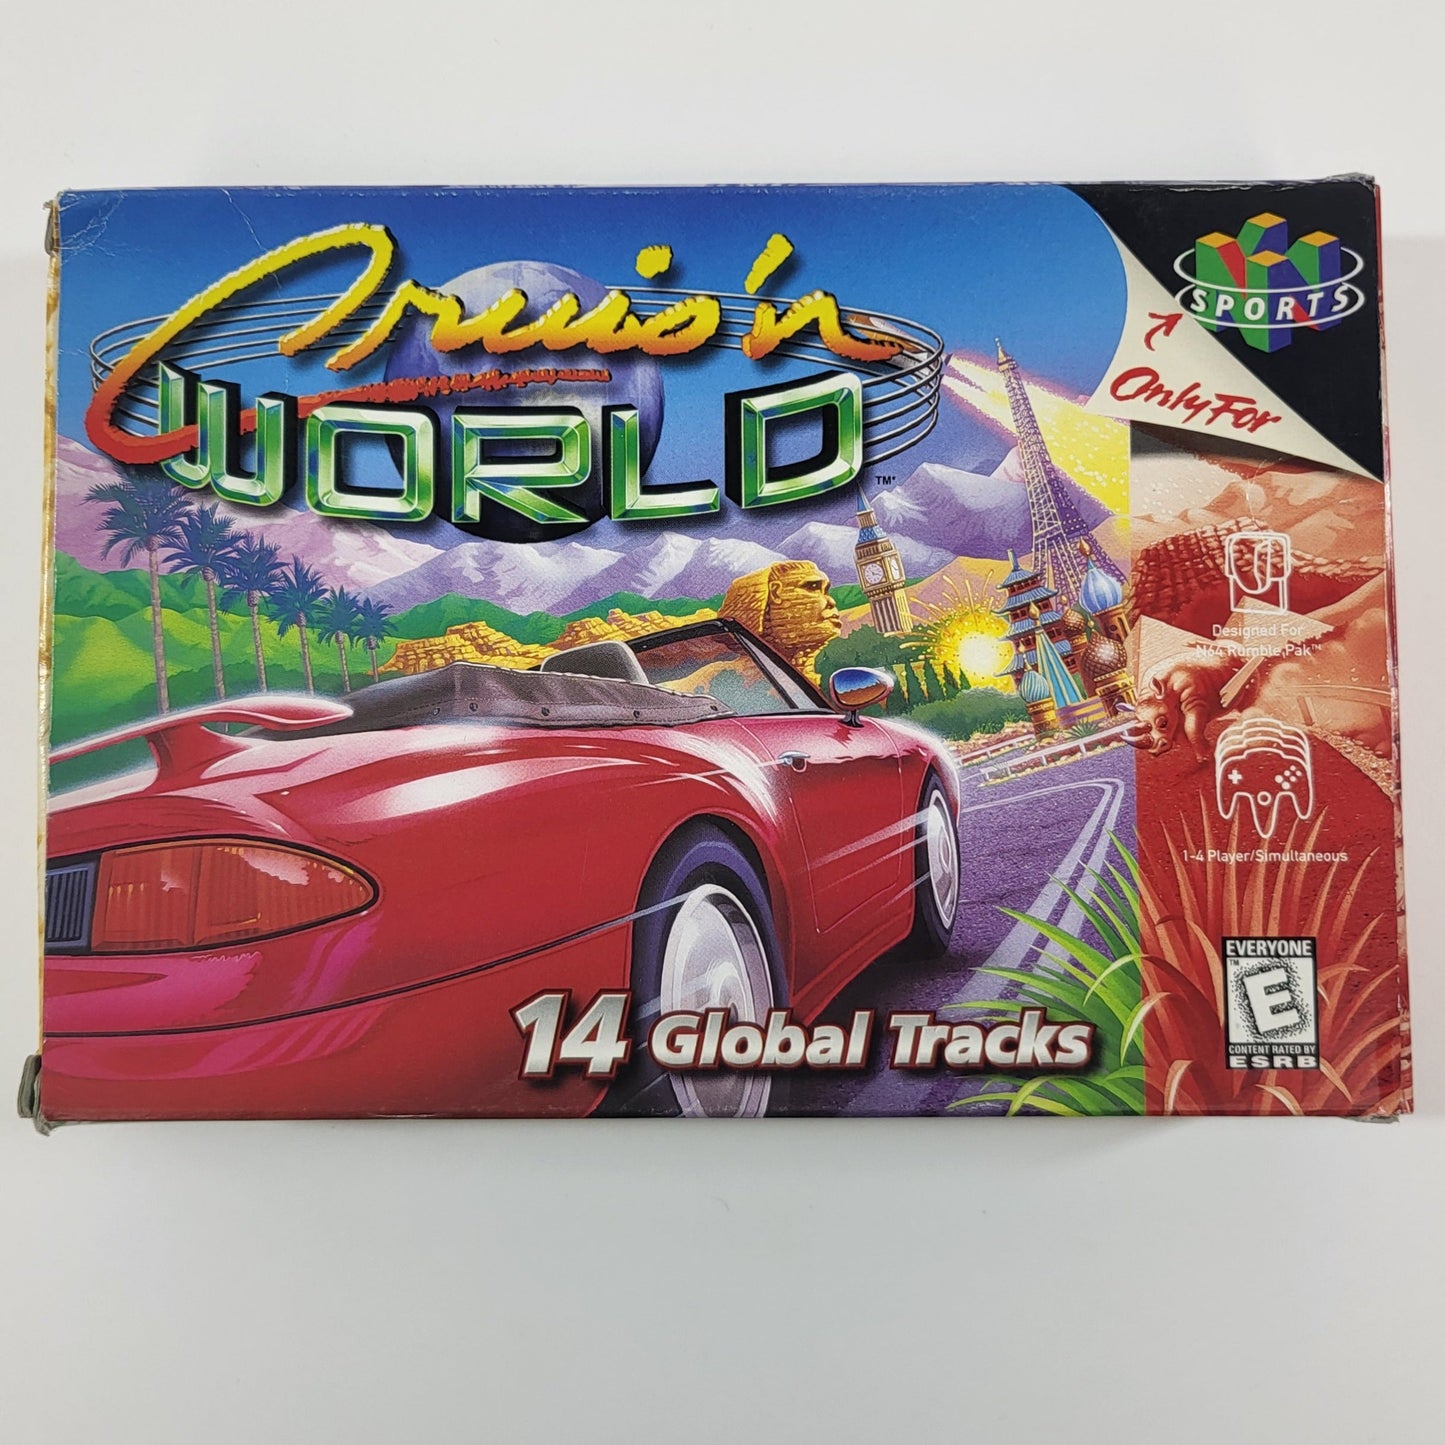 Cruis'n
WORLD
TM*
SPORTS
Only For
Designed For
N64 Rumble Pak™
1-4 Player/Simultaneous
14 Global Tracks
EVERYONE
™
E
CONTENT RATED BY
ESRB